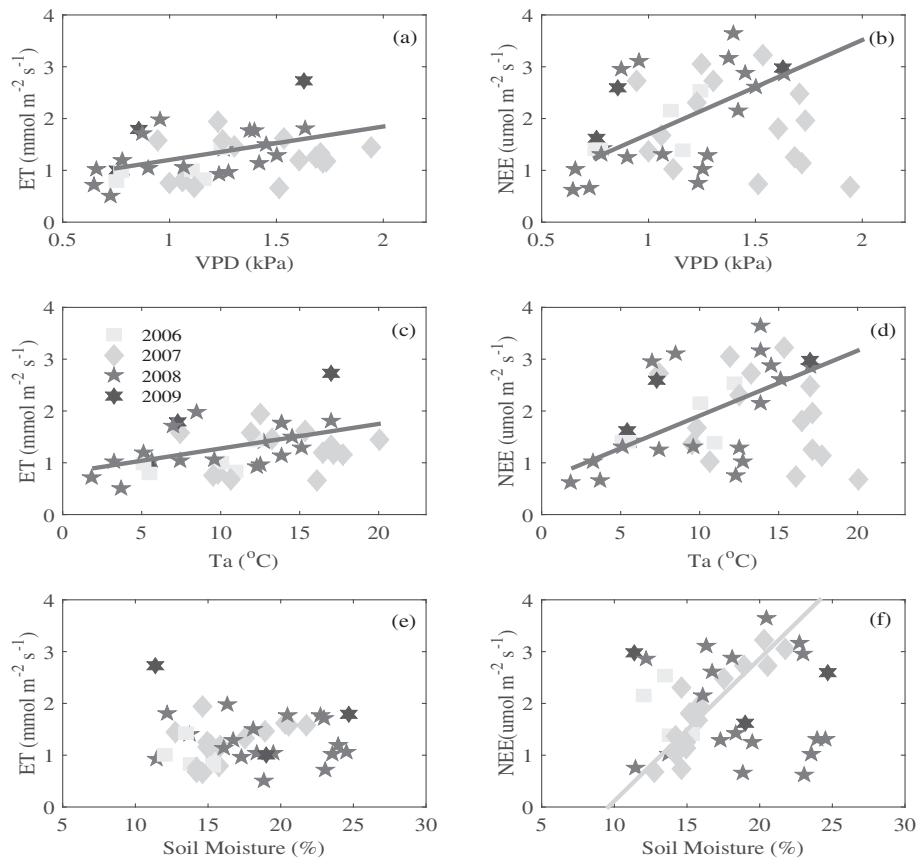 4
3
2
1
0
ET (mmol m⁻² s⁻¹)
(a)
0.5 1 1.5 2
VPD (kPa)
4
3
2
1
0
NEE (umol m⁻² s⁻¹)
(b)
0.5 1 1.5 2
VPD (kPa)
4
3
2
1
0
ET (mmol m⁻² s⁻¹)
(c)
2006
2007
2008
2009
0 5 10 15 20
Ta (°C)
4
3
2
1
0
NEE (umol m⁻² s⁻¹)
(d)
0 5 10 15 20
Ta (°C)
4
3
2
1
0
ET (mmol m⁻² s⁻¹)
(e)
5 10 15 20 25 30
Soil Moisture (%)
4
3
2
1
0
NEE(umol m⁻² s⁻¹)
(f)
5 10 15 20 25 30
Soil Moisture (%)